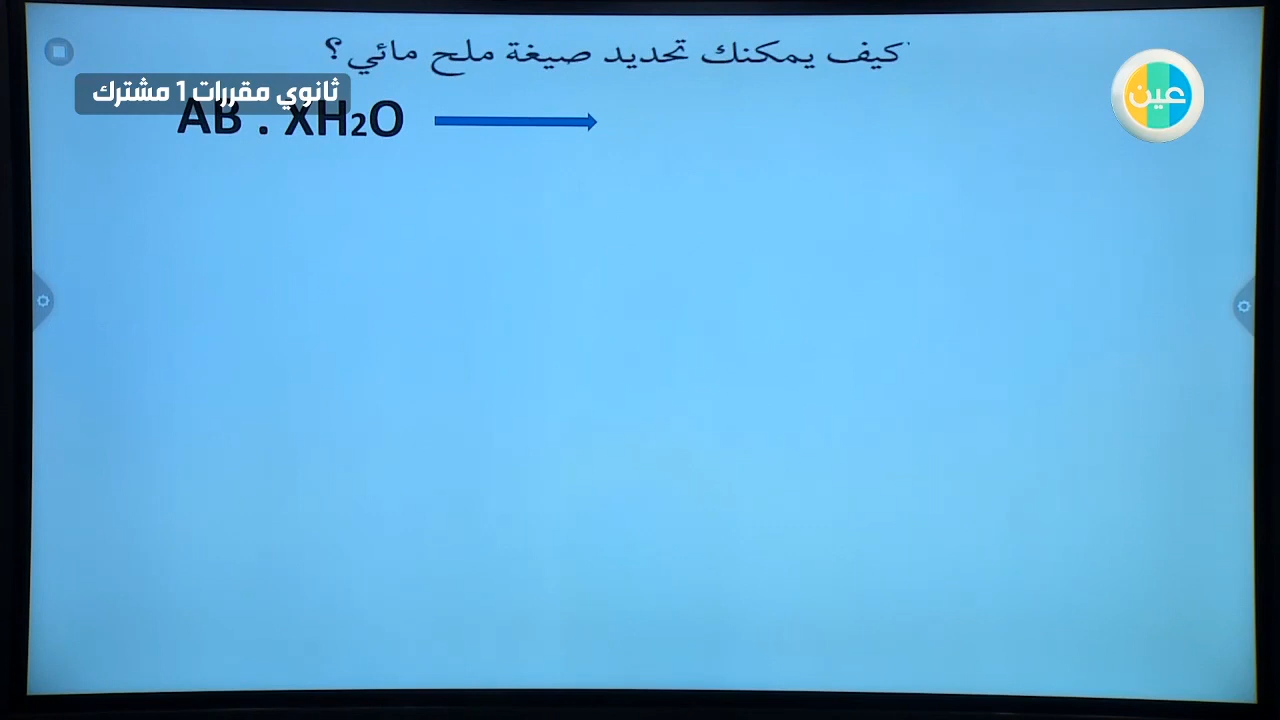 كيف يمكنك تحديد صيغة ملح مائي؟
عين
ثانوي مقررات 1 مشترك
AB . XH₂O